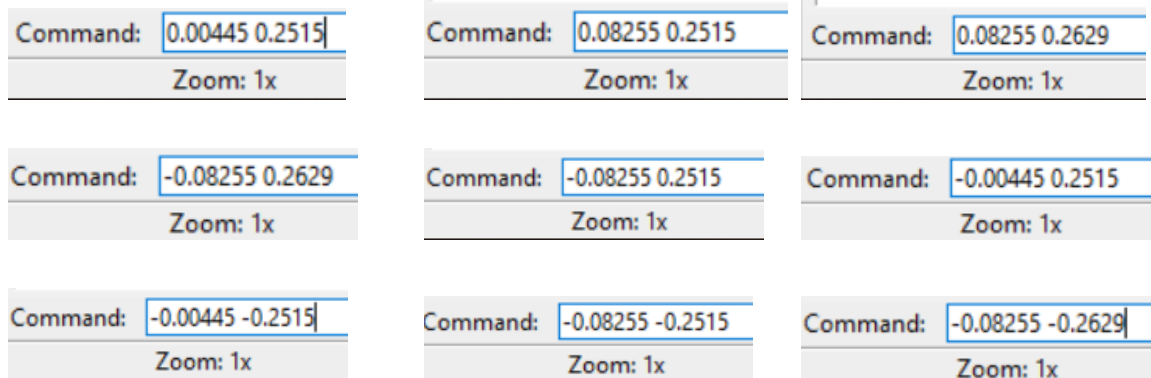 Command: 0.00445 0.2515
Zoom: 1x
Command: 0.08255 0.2515
Zoom: 1x
Command: 0.08255 0.2629
Zoom: 1x
Command: -0.08255 0.2629
Zoom: 1x
Command: -0.08255 0.2515
Zoom: 1x
Command: -0.00445 0.2515
Zoom: 1x
Command: -0.00445 -0.2515
Zoom: 1x
Command: -0.08255 -0.2515
Zoom: 1x
Command: -0.08255 -0.2629
Zoom: 1x